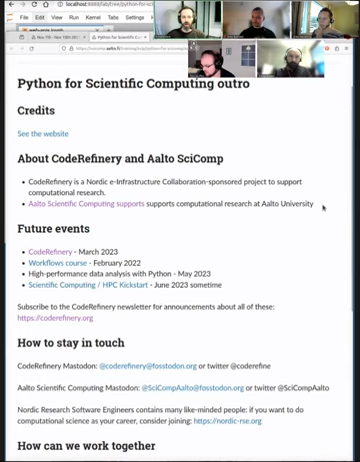 Edit View Run Kernel Tabs Settings
Python for Scientific Computing outro
Credits
See the website
About CodeRefinery and Aalto SciComp
CodeRefinery is a Nordic e-Infrastructure Collaboration-sponsored project to support
computational research.
Aalto Scientific Computing supports supports computational research at Aalto University
Future events
CodeRefinery - March 2023
Workflows course - February 2022
High-performance data analysis with Python - May 2023
Scientific Computing / HPC Kickstart - June 2023 sometime
Subscribe to the CodeRefinery newsletter for announcements about all of these:
https://coderefinery.org
How to stay in touch
CodeRefinery Mastodon: @coderefinery@fosstodon.org or twitter @coderefine
Aalto Scientific Computing Mastodon: @SciCompAalto@fosstodon.org or twitter @SciCompAalto
Nordic Research Software Engineers contains many like-minded people: if you want to do
computational science as your career, consider joining: https://nordic-rse.org
How can we work together